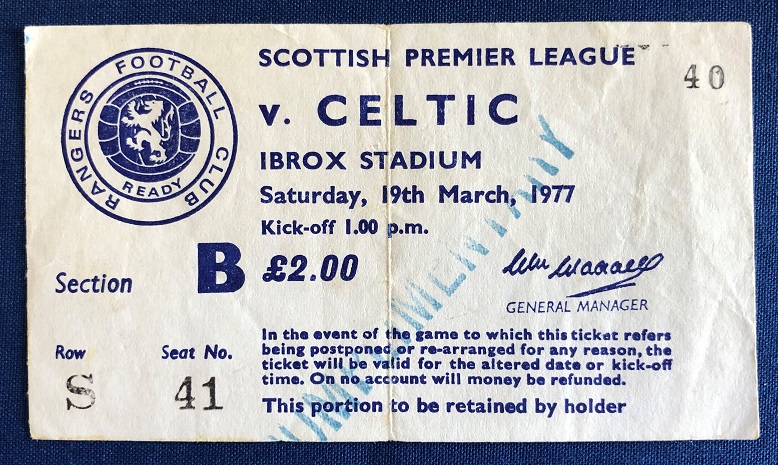 RANGERS FOOTBALL CLUB
READY
SCOTTISH PREMIER LEAGUE
40
v. CELTIC
IBROX STADIUM
Saturday, 19th March, 1977
Kick-off 1.00 p.m.
Section B £2.00
GENERAL MANAGER
Row Seat No.
S 41
In the event of the game to which this ticket refers
being postponed or re-arranged for any reason, the
ticket will be valid for the altered date or kick-off
time. On no account will money be refunded.
This portion to be retained by holder